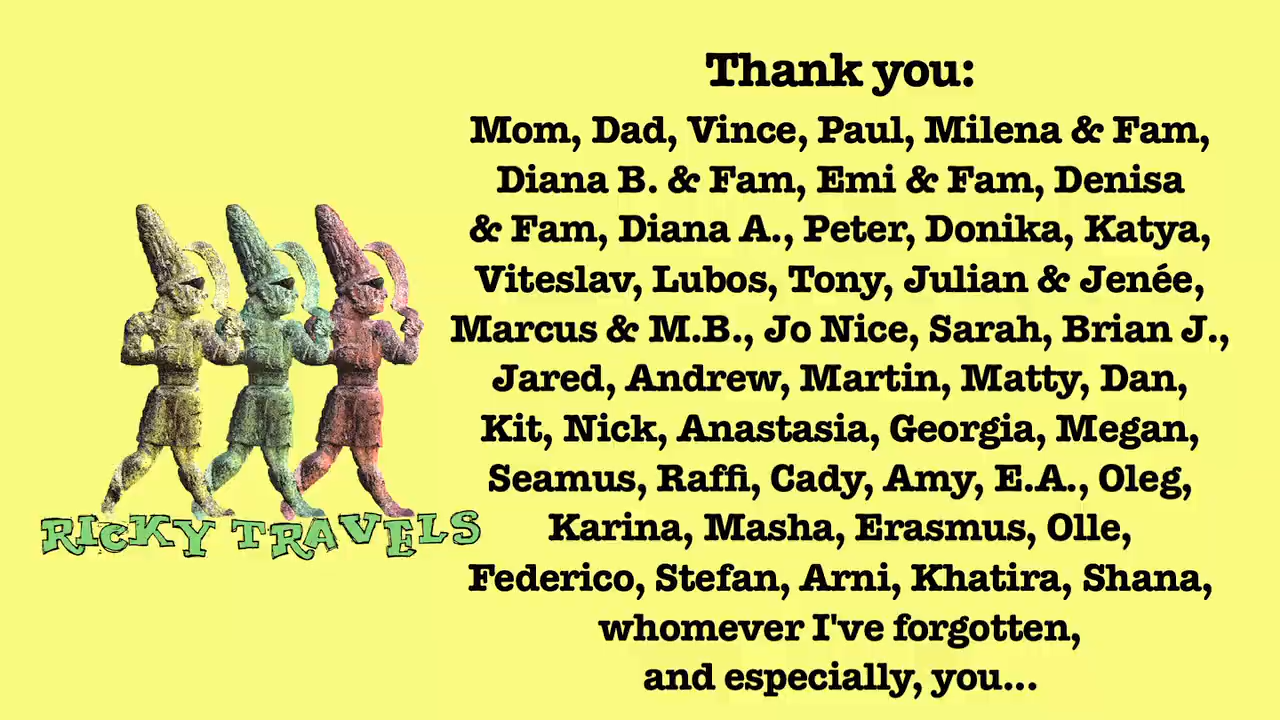 Thank you:
Mom, Dad, Vince, Paul, Milena & Fam,
Diana B. & Fam, Emi & Fam, Denisa
& Fam, Diana A., Peter, Donika, Katya,
Viteslav, Lubos, Tony, Julian & Jenée,
Marcus & M.B., Jo Nice, Sarah, Brian J.,
Jared, Andrew, Martin, Matty, Dan,
Kit, Nick, Anastasia, Georgia, Megan,
Seamus, Raffi, Cady, Amy, E.A., Oleg,
Karina, Masha, Erasmus, Olle,
Federico, Stefan, Arni, Khatira, Shana,
whomever I've forgotten,
and especially, you...
RICKY TRAVELS